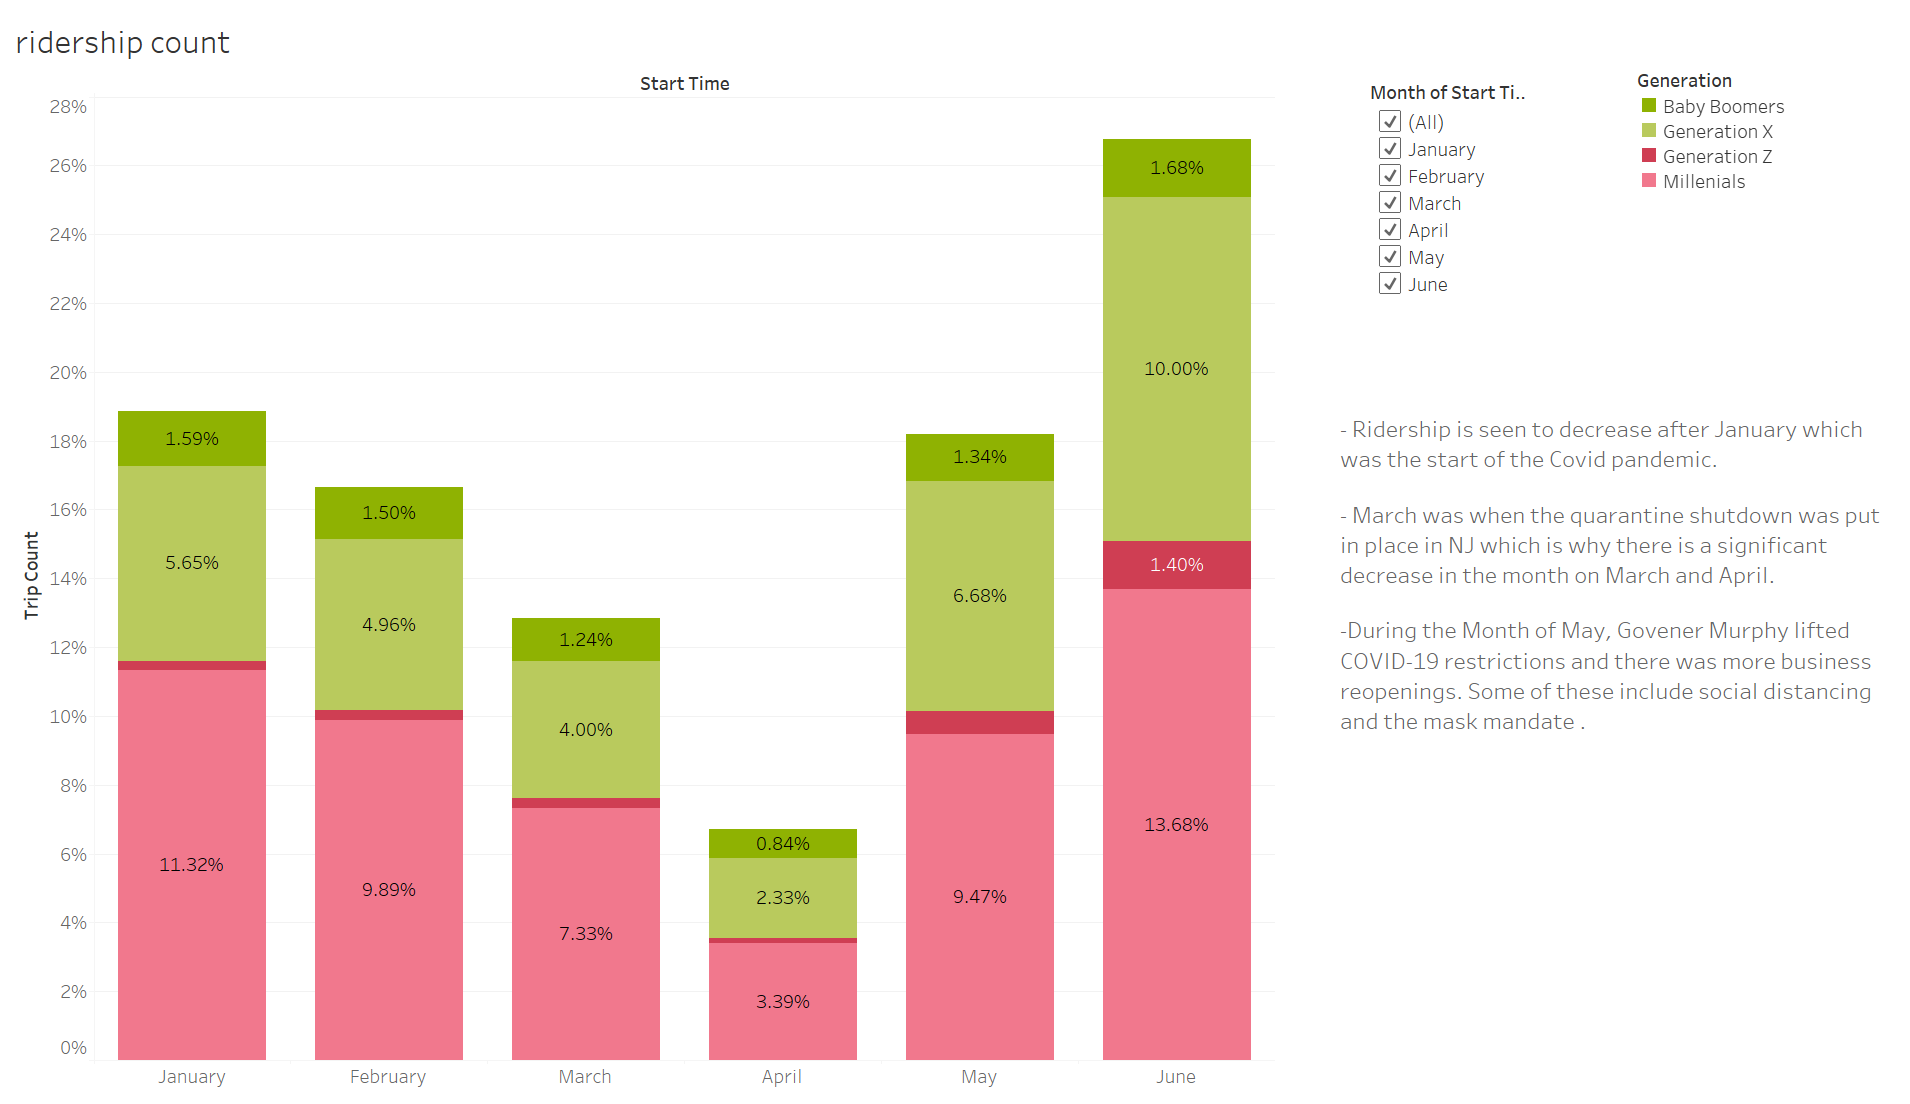 ridership count
Start Time
Month of Start Ti..
(All)
January
February
March
April
May
June
Generation
Baby Boomers
Generation X
Generation Z
Millenials
Trip Count
28%
26%
24%
22%
20%
18%
16%
14%
12%
10%
8%
6%
4%
2%
0%
1.59%
5.65%
11.32%
1.50%
4.96%
9.89%
1.24%
4.00%
7.33%
0.84%
2.33%
3.39%
1.34%
6.68%
9.47%
1.68%
10.00%
1.40%
13.68%
January
February
March
April
May
June
- Ridership is seen to decrease after January which
was the start of the Covid pandemic.
- March was when the quarantine shutdown was put
in place in NJ which is why there is a significant
decrease in the month on March and April.
-During the Month of May, Govener Murphy lifted
COVID-19 restrictions and there was more business
reopenings. Some of these include social distancing
and the mask mandate .